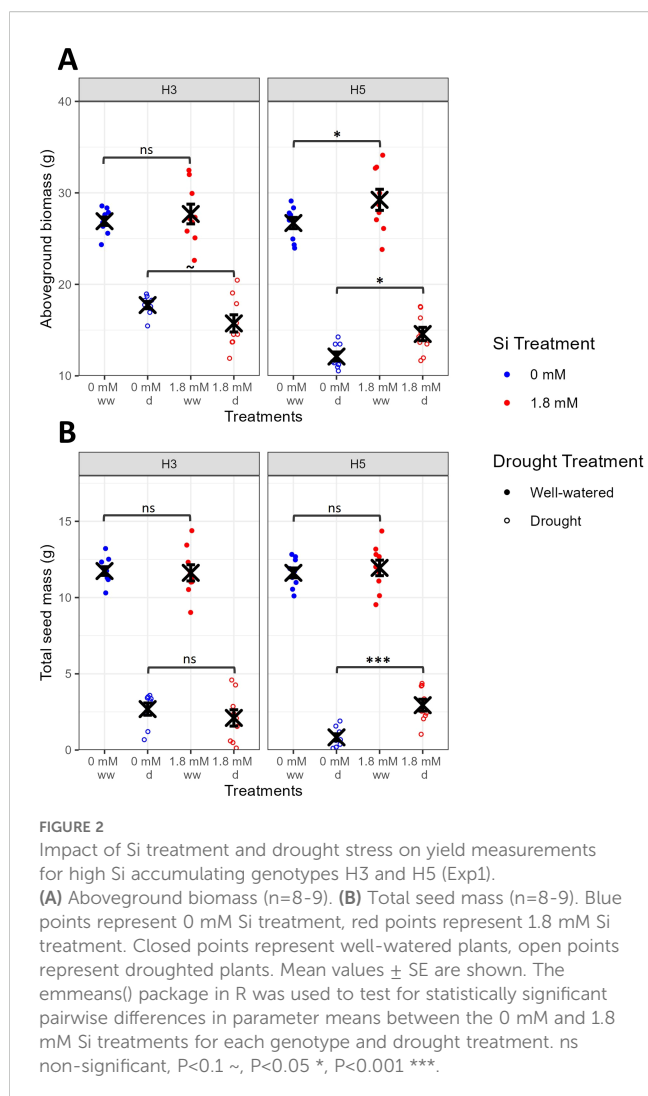 A
H3 H5
40
30
20
10
Aboveground biomass (g)
ns
~
*
*
0 mM 0 mM 1.8 mM 1.8 mM 0 mM 0 mM 1.8 mM 1.8 mM
ww d ww d ww d ww d
Treatments
B
H3 H5
15
10
5
0
Total seed mass (g)
ns
ns
ns
***
0 mM 0 mM 1.8 mM 1.8 mM 0 mM 0 mM 1.8 mM 1.8 mM
ww d ww d ww d ww d
Treatments
Si Treatment
0 mM
1.8 mM
Drought Treatment
Well-watered
Drought
FIGURE 2
Impact of Si treatment and drought stress on yield measurements
for high Si accumulating genotypes H3 and H5 (Exp1).
(A) Aboveground biomass (n=8-9). (B) Total seed mass (n=8-9). Blue
points represent 0 mM Si treatment, red points represent 1.8 mM Si
treatment. Closed points represent well-watered plants, open points
represent droughted plants. Mean values ± SE are shown. The
emmeans() package in R was used to test for statistically significant
pairwise differences in parameter means between the 0 mM and 1.8
mM Si treatments for each genotype and drought treatment. ns
non-significant, P<0.1 ~, P<0.05 *, P<0.001 ***.